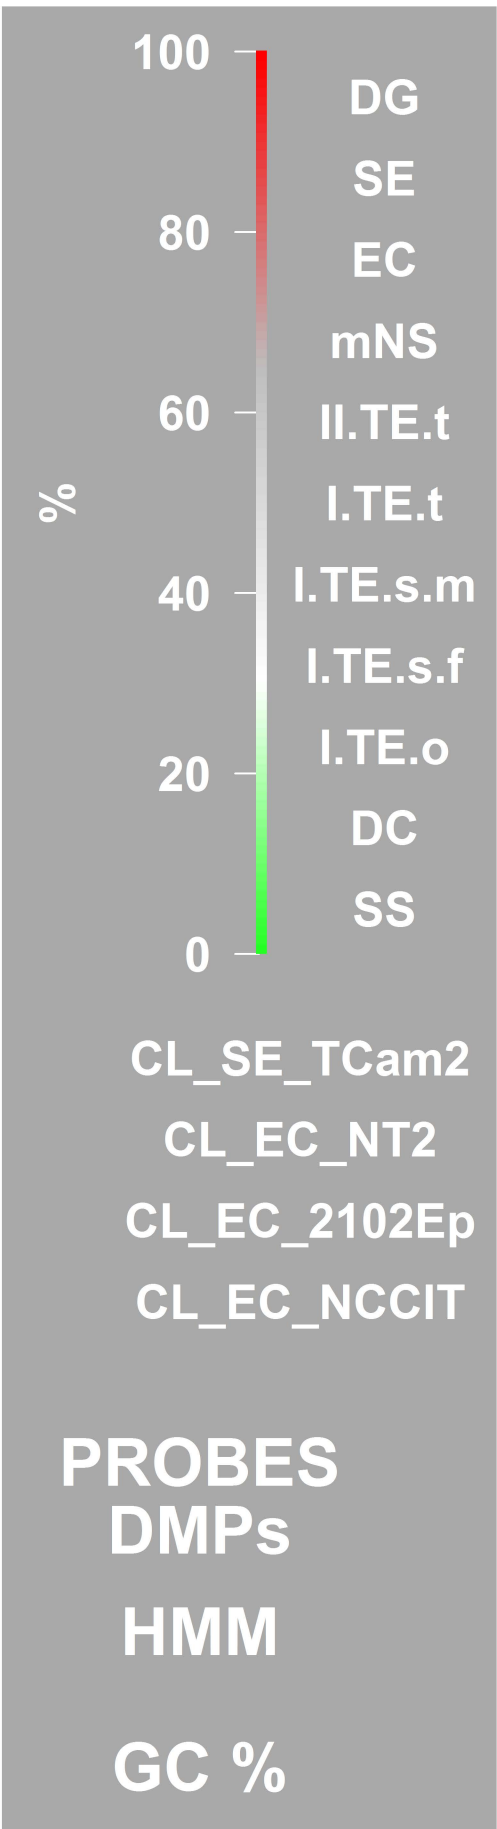 100
DG
SE
80
EC
mNS
60
II.TE.t
%
I.TE.t
40
I.TE.s.m
I.TE.s.f
I.TE.o
20
DC
SS
0
CL_SE_TCam2
CL_EC_NT2
CL_EC_2102Ep
CL_EC_NCCIT
PROBES
DMPs
HMM
GC %